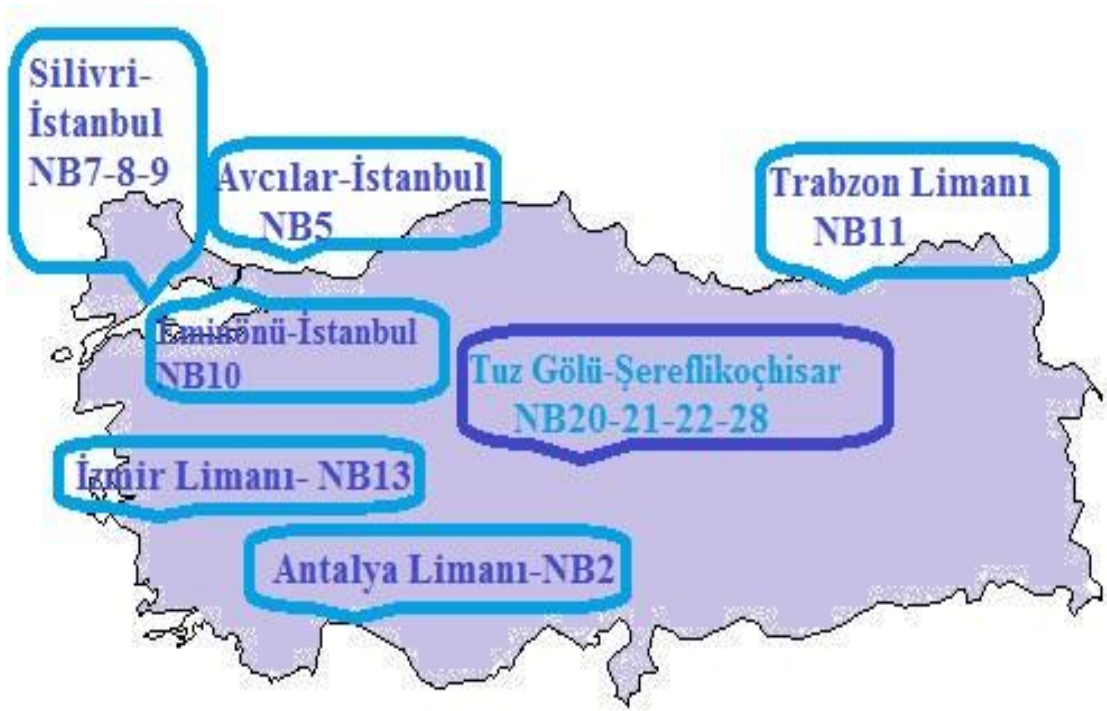 Silivri-
İstanbul
NB7-8-9
Avcılar-İstanbul
NB5
Trabzon Limanı
NB11
Eminönü-İstanbul
NB10
Tuz Gölü-Şereflikoçhisar
NB20-21-22-28
İzmir Limanı- NB13
Antalya Limanı-NB2